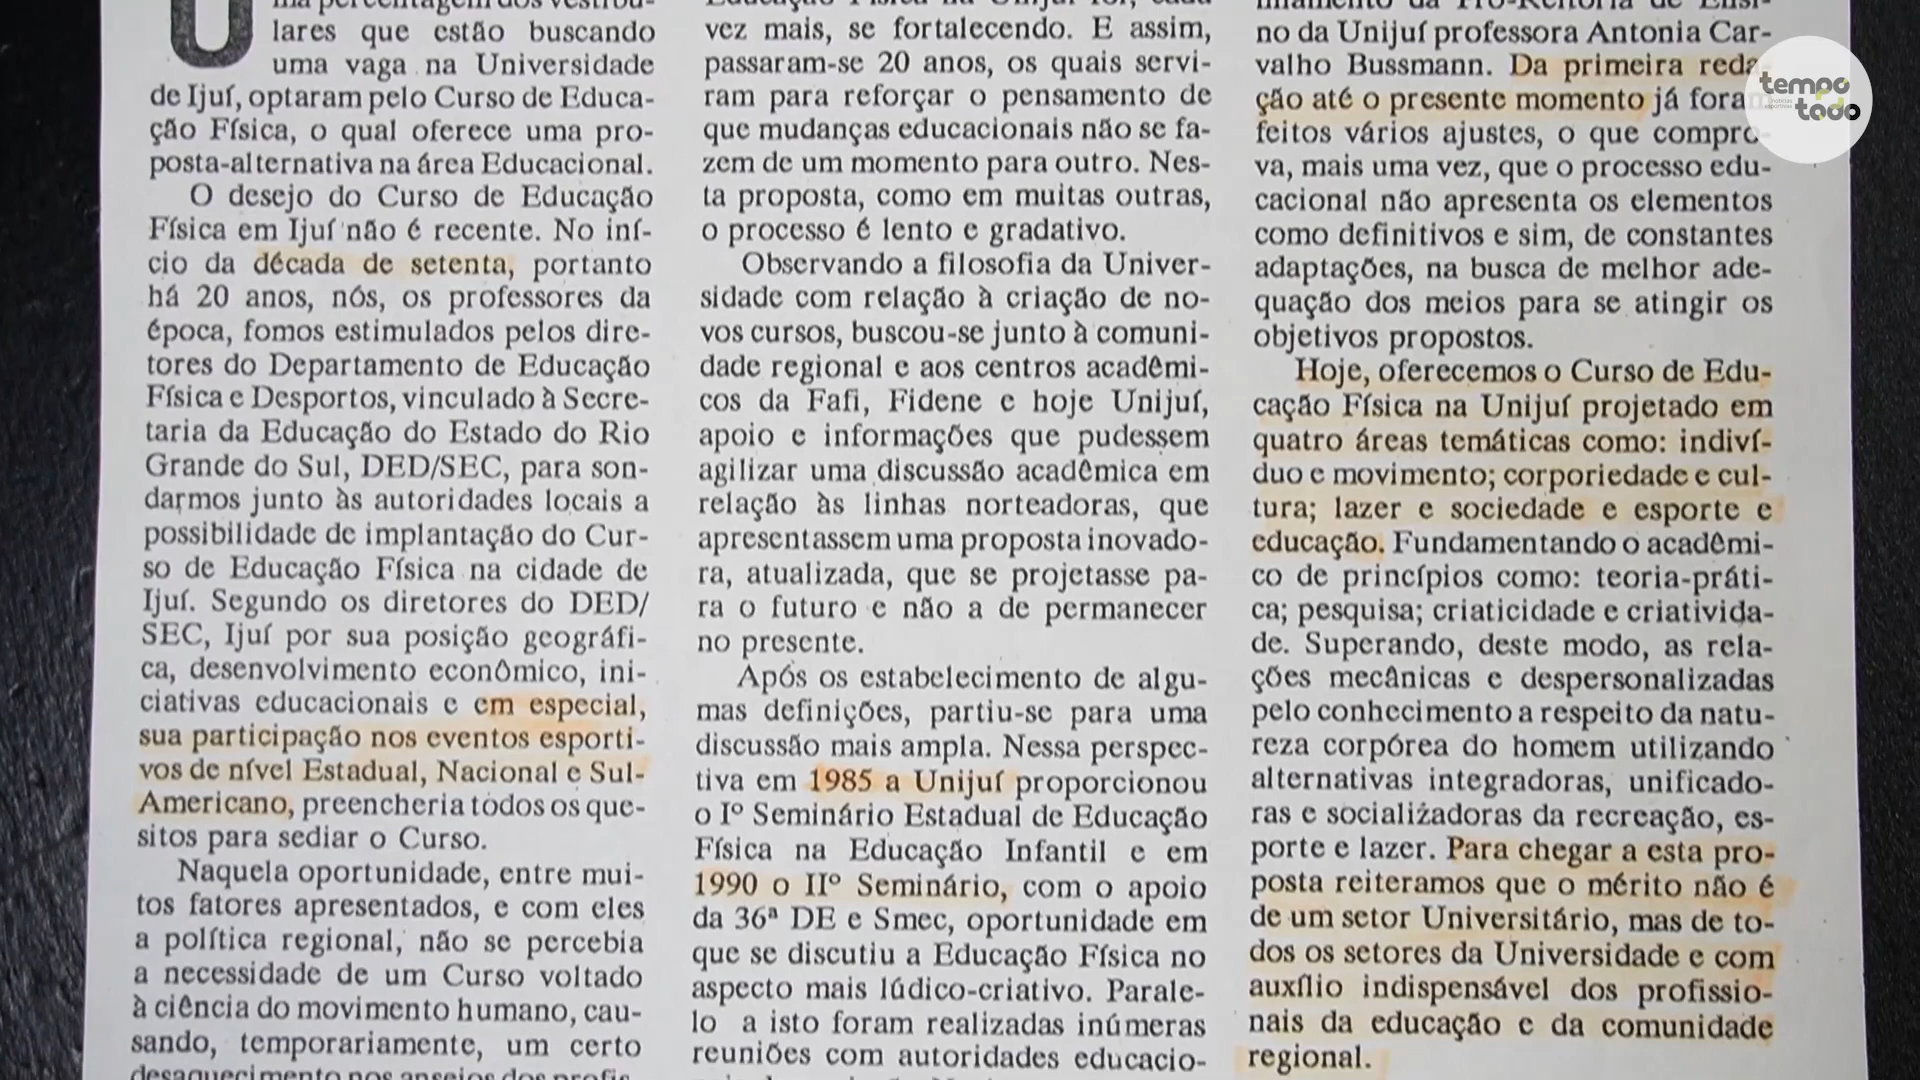 U
lares que estão buscando
uma vaga na Universidade
de Ijuí, optaram pelo Curso de Educa-
ção Física, o qual oferece uma pro-
posta-alternativa na área Educacional.
O desejo do Curso de Educação
Física em Ijuí não é recente. No iní-
cio da década de setenta, portanto
há 20 anos, nós, os professores da
época, fomos estimulados pelos dire-
tores do Departamento de Educação
Física e Desportos, vinculado à Secre-
taria da Educação do Estado do Rio
Grande do Sul, DED/SEC, para son-
darmos junto às autoridades locais a
possibilidade de implantação do Cur-
so de Educação Física na cidade de
Ijuí. Segundo os diretores do DED/
SEC, Ijuí por sua posição geográfi-
ca, desenvolvimento econômico, ini-
ciativas educacionais e em especial,
sua participação nos eventos esporti-
vos de nível Estadual, Nacional e Sul-
Americano, preencheria todos os que-
sitos para sediar o Curso.
Naquela oportunidade, entre mui-
tos fatores apresentados, e com eles
a política regional, não se percebia
a necessidade de um Curso voltado
à ciência do movimento humano, cau-
sando, temporariamente, um certo
desaquecimento nos anseios dos profis-
Educação Física na Unijuí foi, cada
vez mais, se fortalecendo. E assim,
passaram-se 20 anos, os quais servi-
ram para reforçar o pensamento de
que mudanças educacionais não se fa-
zem de um momento para outro. Nes-
ta proposta, como em muitas outras,
o processo é lento e gradativo.
Observando a filosofia da Univer-
sidade com relação à criação de no-
vos cursos, buscou-se junto à comuni-
dade regional e aos centros acadêmi-
cos da Fafi, Fidene e hoje Unijuí,
apoio e informações que pudessem
agilizar uma discussão acadêmica em
relação às linhas norteadoras, que
apresentassem uma proposta inovado-
ra, atualizada, que se projetasse pa-
ra o futuro e não a de permanecer
no presente.
Após os estabelecimento de algu-
mas definições, partiu-se para uma
discussão mais ampla. Nessa perspec-
tiva em 1985 a Unijuí proporcionou
o Iº Seminário Estadual de Educação
Física na Educação Infantil e em
1990 o IIº Seminário, com o apoio
da 36ª DE e Smec, oportunidade em
que se discutiu a Educação Física no
aspecto mais lúdico-criativo. Parale-
lo a isto foram realizadas inúmeras
reuniões com autoridades educacio-
no da Unijuí professora Antonia Car-
valho Bussmann. Da primeira reda-
ção até o presente momento já foram
feitos vários ajustes, o que compro-
va, mais uma vez, que o processo edu-
cacional não apresenta os elementos
como definitivos e sim, de constantes
adaptações, na busca de melhor ade-
quação dos meios para se atingir os
objetivos propostos.
Hoje, oferecemos o Curso de Edu-
cação Física na Unijuí projetado em
quatro áreas temáticas como: indiví-
duo e movimento; corporiedade e cul-
tura; lazer e sociedade e esporte e
educação. Fundamentando o acadêmi-
co de princípios como: teoria-práti-
ca; pesquisa; criaticidade e criativida-
de. Superando, deste modo, as rela-
ções mecânicas e despersonalizadas
pelo conhecimento a respeito da natu-
reza corpórea do homem utilizando
alternativas integradoras, unificado-
ras e socializadoras da recreação, es-
porte e lazer. Para chegar a esta pro-
posta reiteramos que o mérito não é
de um setor Universitário, mas de to-
dos os setores da Universidade e com
auxílio indispensável dos profissio-
nais da educação e da comunidade
regional.
tempo
todo